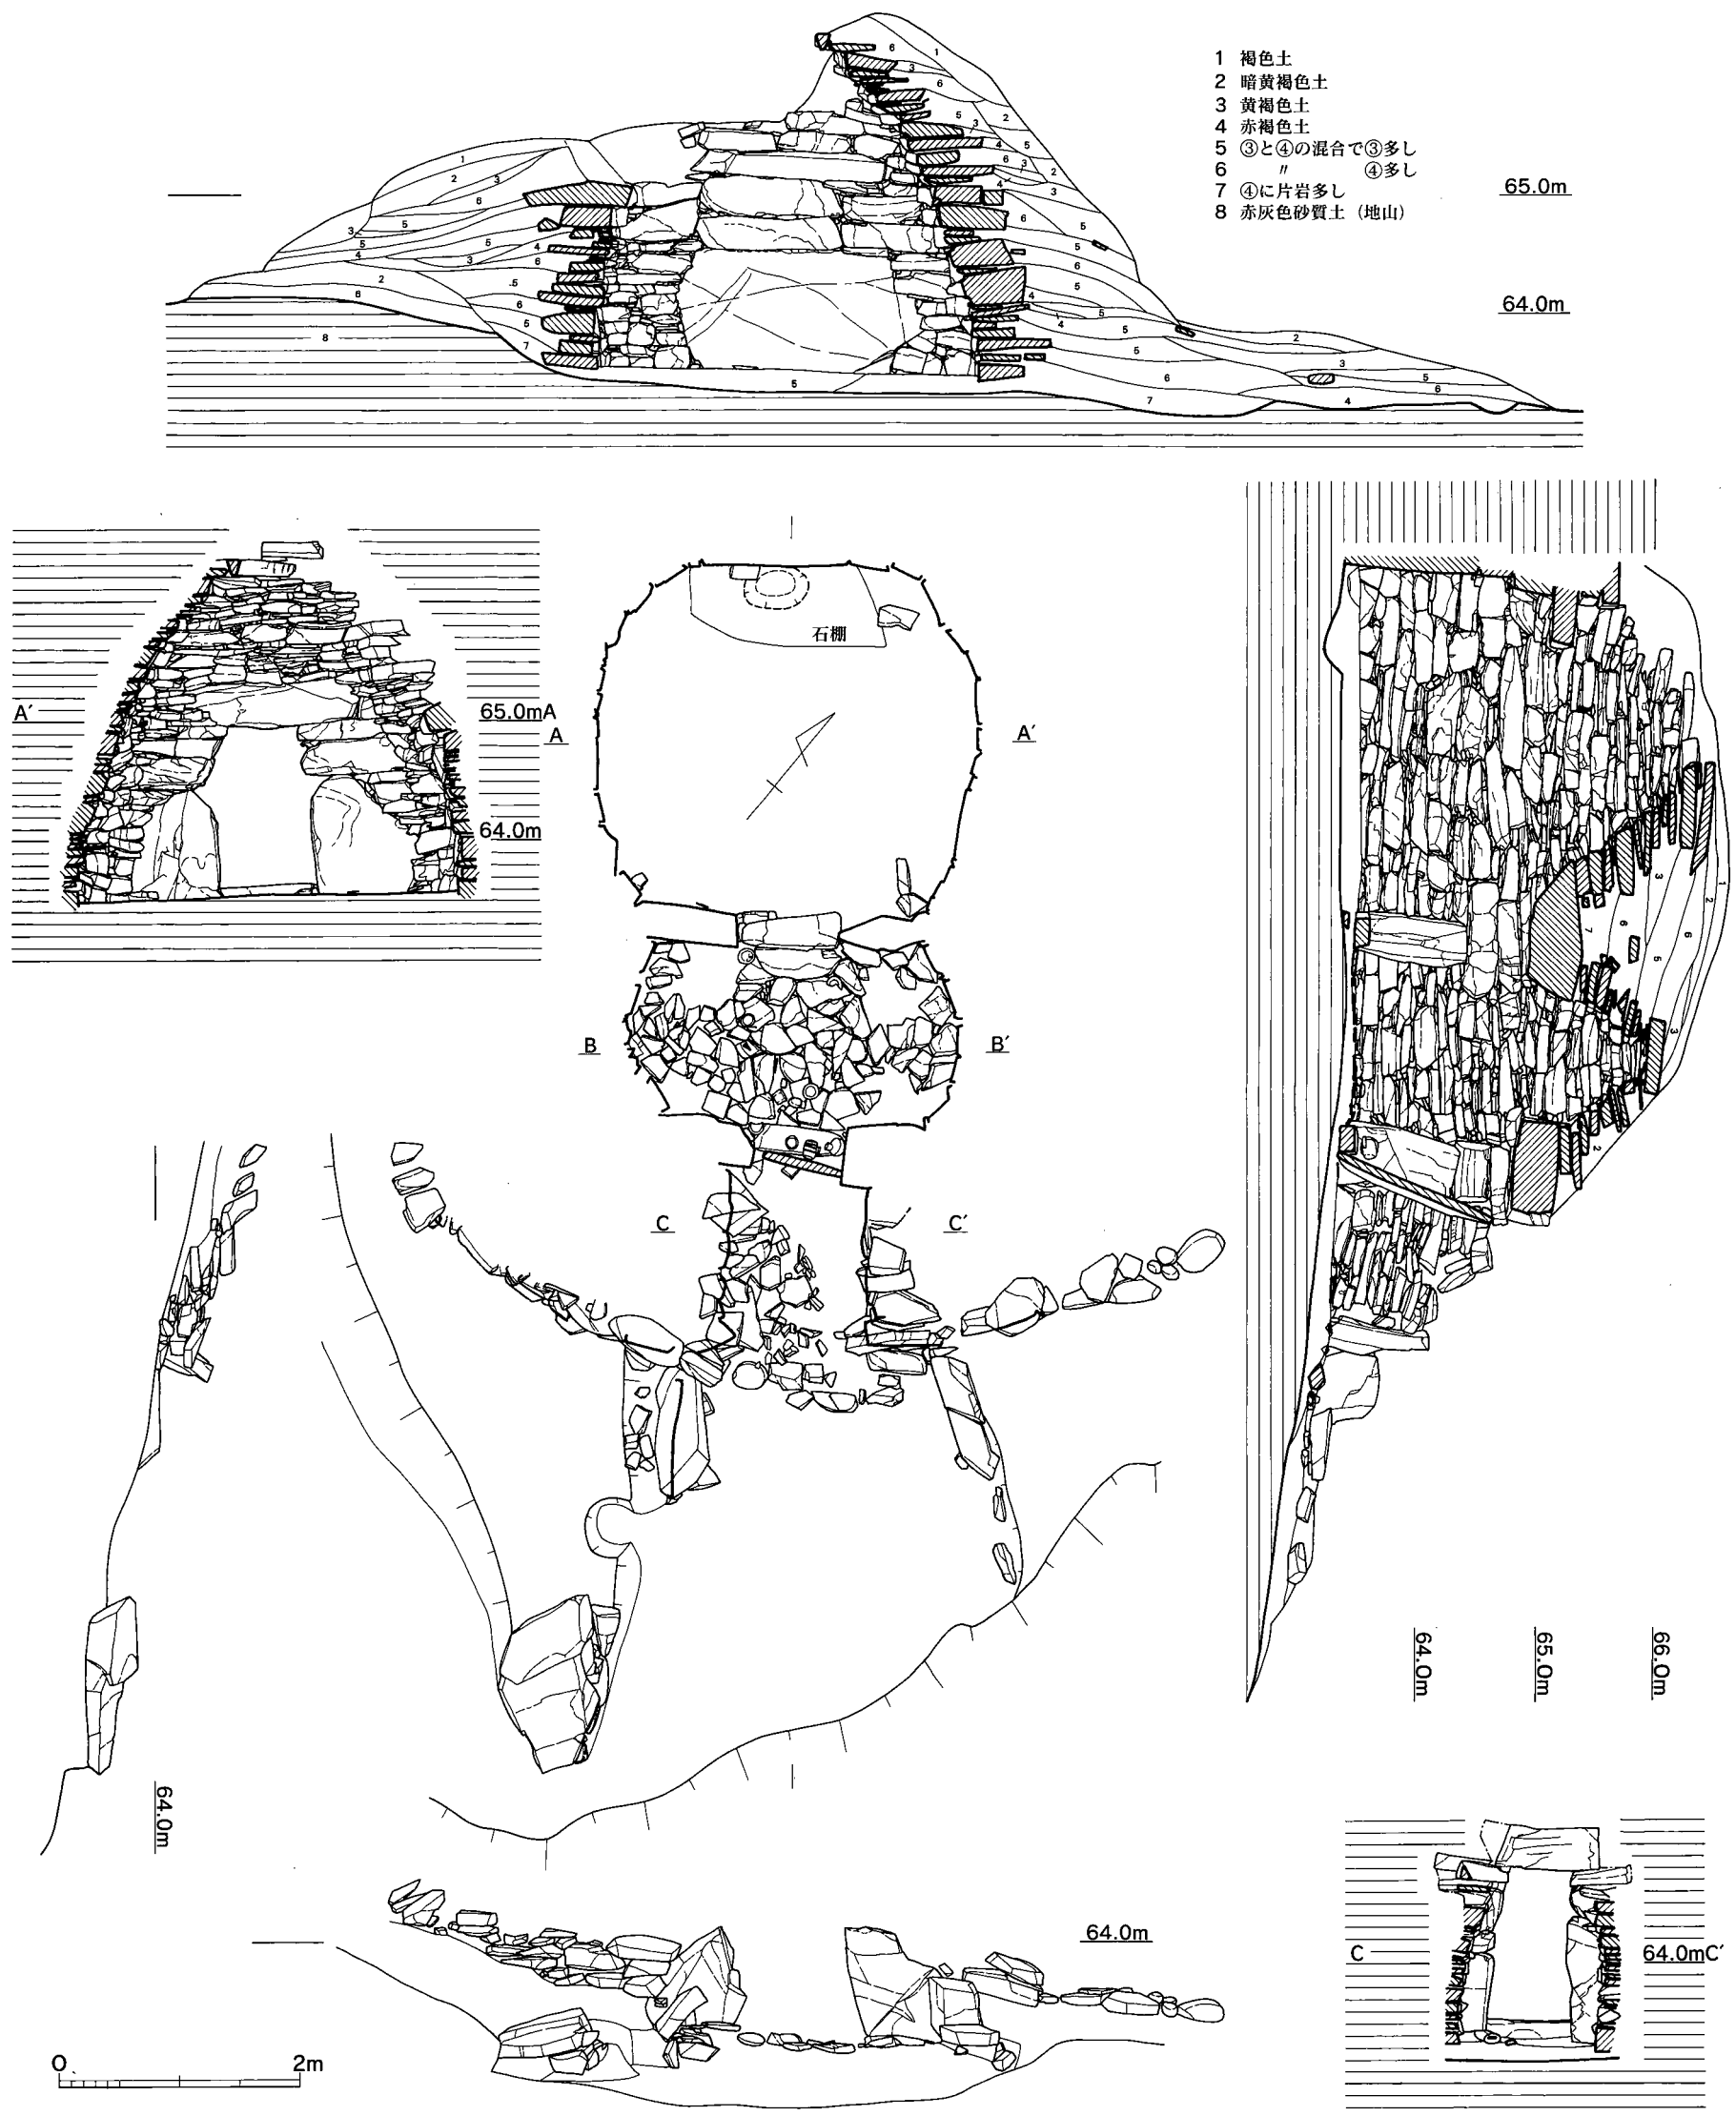 1 褐色土
2 暗黄褐色土
3 黄褐色土
4 赤褐色土
5 ③と④の混合で③多し
6 〃 ④多し
7 ④に片岩多し
8 赤灰色砂質土（地山）
65.0m
64.0m
A′
65.0mA
64.0m
石棚
A
A′
B
B′
C
C′
64.0m
65.0m
66.0m
64.0m
64.0m
C
64.0mC′
0
2m